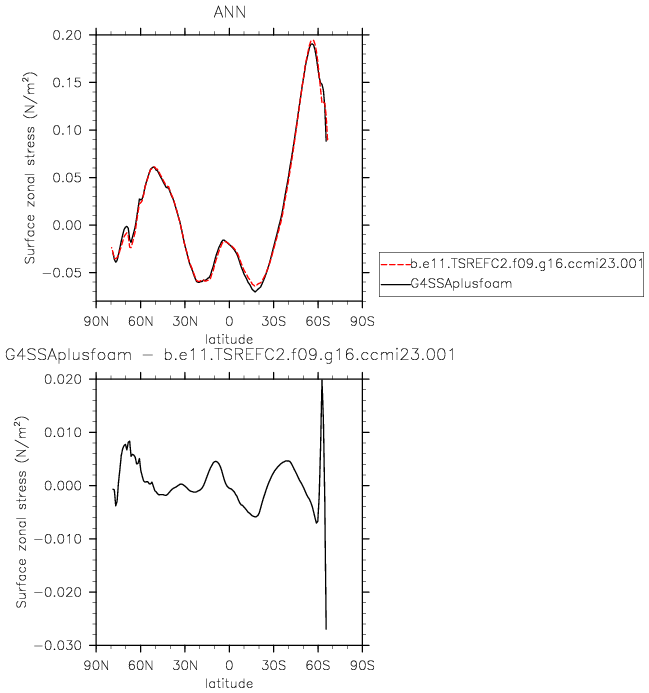 ANN
Surface zonal stress (N/m²)
0.20
0.15
0.10
0.05
0.00
−0.05
90N 60N 30N 0 30S 60S 90S
latitude
b.e11.TSREFC2.f09.g16.ccmi23.001
G4SSAplusfoam
G4SSAplusfoam − b.e11.TSREFC2.f09.g16.ccmi23.001
Surface zonal stress (N/m²)
0.020
0.010
0.000
−0.010
−0.020
−0.030
90N 60N 30N 0 30S 60S 90S
latitude